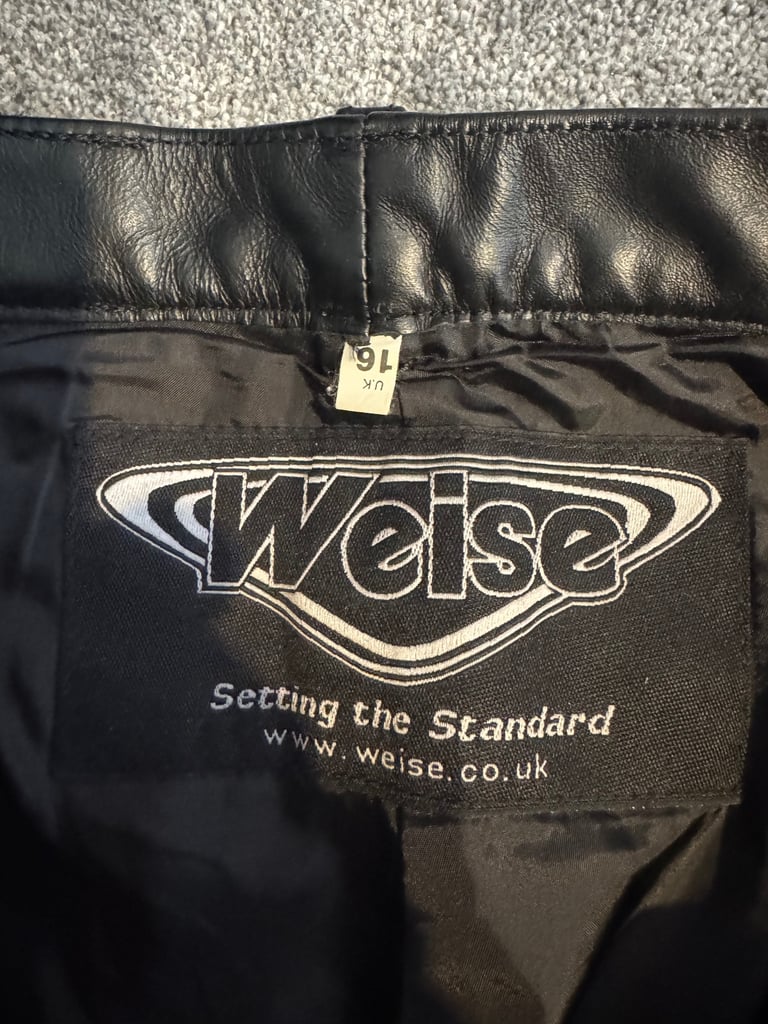 U.K
16
Weise
Setting the Standard
www.weise.co.uk